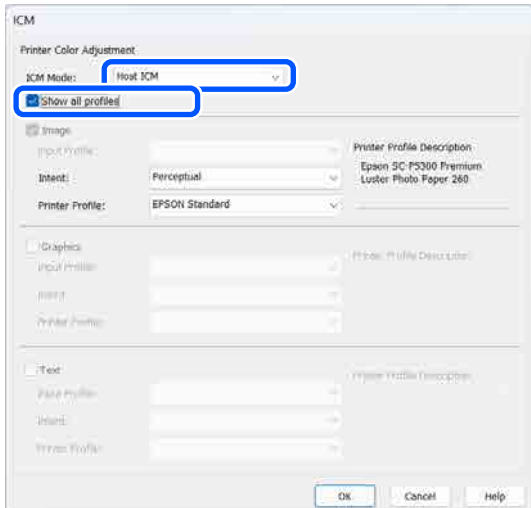 ICM
Printer Color Adjustment
ICM Mode: Host ICM
Show all profiles
Image
Input Profile: Printer Profile Description
Epson SC-P5300 Premium
Intent: Perceptual Luster Photo Paper 260
Printer Profile: EPSON Standard
Graphics
Input Profile: Printer Profile Description
Intent:
Printer Profile:
Text
Input Profile: Printer Profile Description
Intent:
Printer Profile:
OK Cancel Help